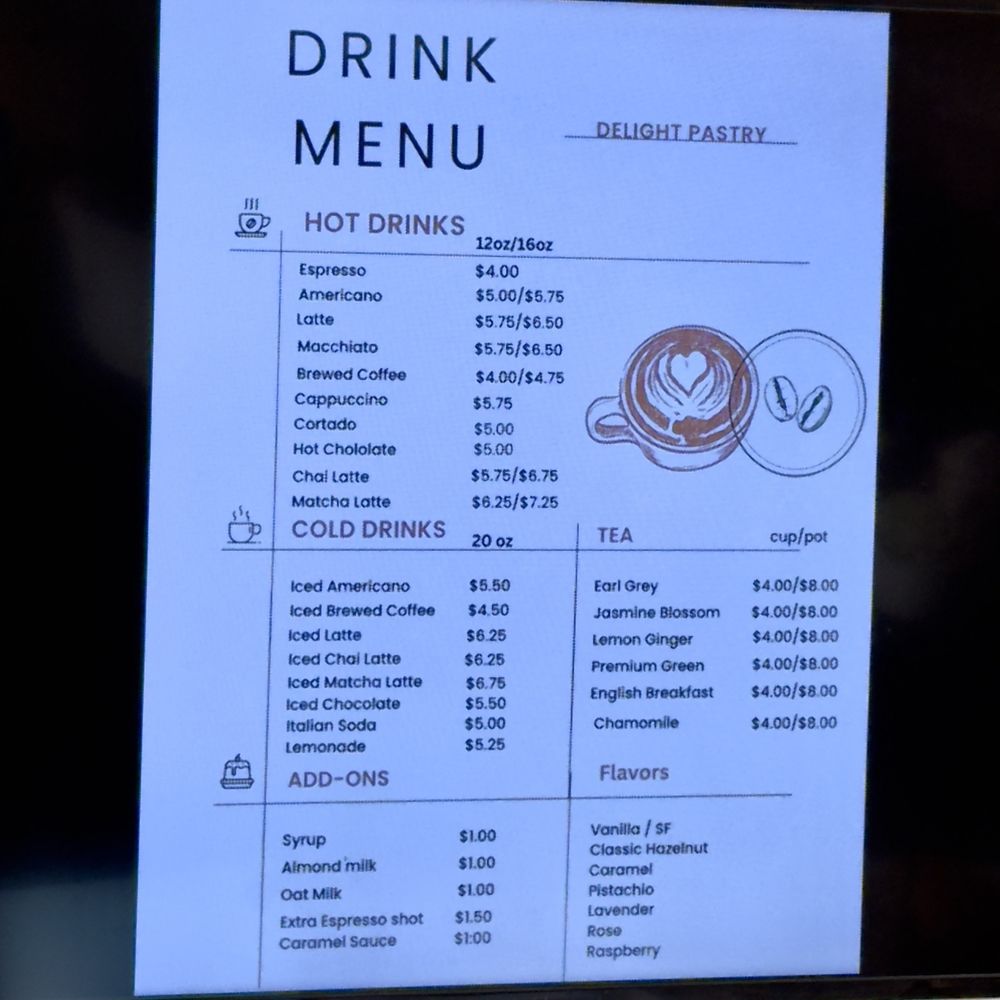 DRINK
MENU
DELIGHT PASTRY
HOT DRINKS
12oz/16oz
Espresso $4.00
Americano $5.00/$5.75
Latte $5.75/$6.50
Macchiato $5.75/$6.50
Brewed Coffee $4.00/$4.75
Cappuccino $5.75
Cortado $5.00
Hot Chololate $5.00
Chai Latte $5.75/$6.75
Matcha Latte $6.25/$7.25
COLD DRINKS 20 oz
Iced Americano $5.50
Iced Brewed Coffee $4.50
Iced Latte $6.25
Iced Chai Latte $6.25
Iced Matcha Latte $6.75
Iced Chocolate $5.50
Italian Soda $5.00
Lemonade $5.25
TEA cup/pot
Earl Grey $4.00/$8.00
Jasmine Blossom $4.00/$8.00
Lemon Ginger $4.00/$8.00
Premium Green $4.00/$8.00
English Breakfast $4.00/$8.00
Chamomile $4.00/$8.00
ADD-ONS
Syrup $1.00
Almond milk $1.00
Oat Milk $1.00
Extra Espresso shot $1.50
Caramel Sauce $1:00
Flavors
Vanilla / SF
Classic Hazelnut
Caramel
Pistachio
Lavender
Rose
Raspberry